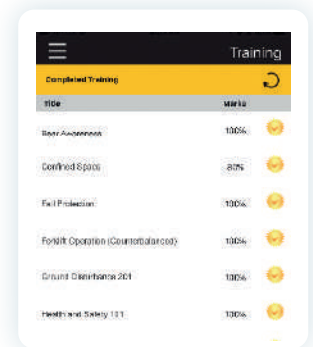 Training
Completed Training
Title Marks
Bear Awareness 100%
Confined Space 80%
Fall Protection 100%
Forklift Operation (Counterbalanced) 100%
Ground Disturbance 201 100%
Health and Safety 101 100%